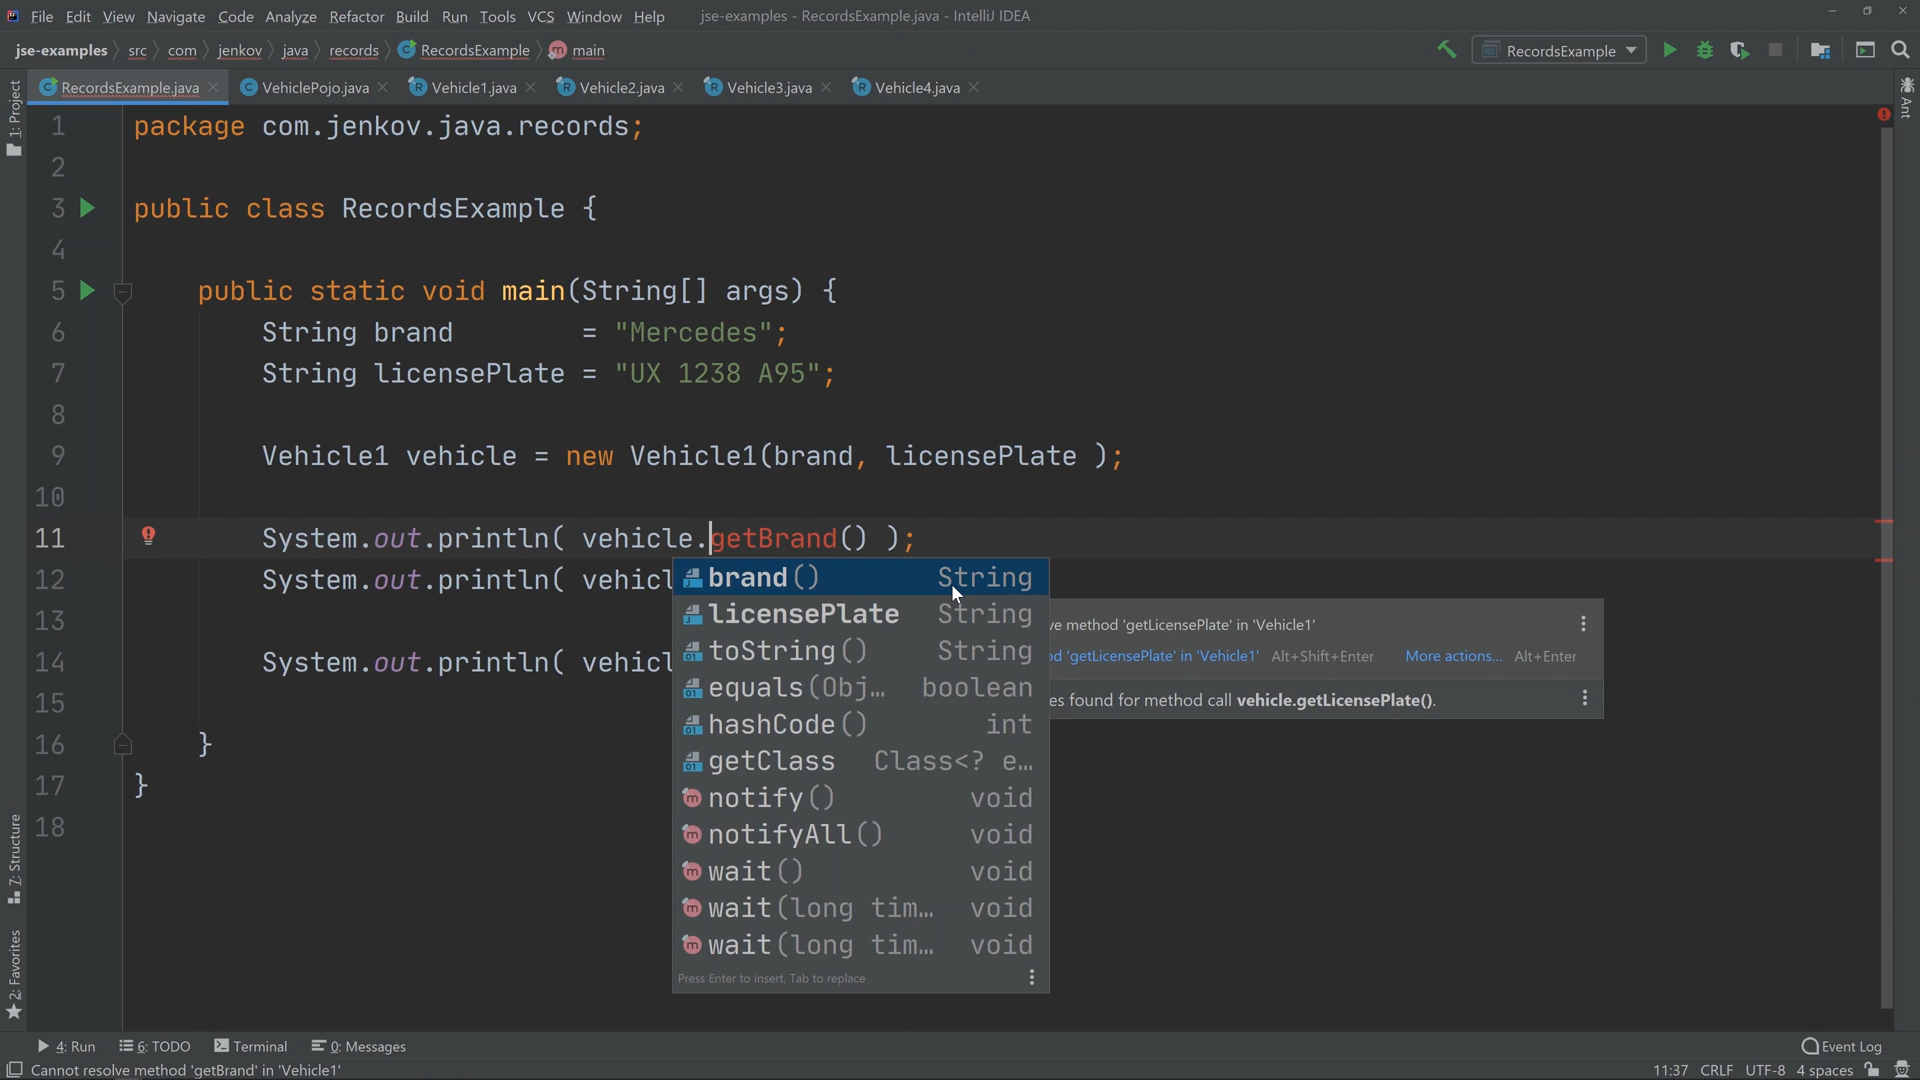 File Edit View Navigate Code Analyze Refactor Build Run Tools VCS Window Help jse-examples - RecordsExample.java - IntelliJ IDEA
jse-examples src com jenkov java records RecordsExample main RecordsExample
RecordsExample.java VehiclePojo.java Vehicle1.java Vehicle2.java Vehicle3.java Vehicle4.java
1: Project
Ant
1 package com.jenkov.java.records;
2
3 public class RecordsExample {
4
5 public static void main(String[] args) {
6 String brand = "Mercedes";
7 String licensePlate = "UX 1238 A95";
8
9 Vehicle1 vehicle = new Vehicle1(brand, licensePlate );
10
11 System.out.println( vehicle.getBrand() );
12 System.out.println( vehicl
13
14 System.out.println( vehicl
15
16 }
17 }
18
brand() String
licensePlate String
toString() String
equals(Obj… boolean
hashCode() int
getClass Class<? e…
notify() void
notifyAll() void
wait() void
wait(long tim… void
wait(long tim… void
Press Enter to insert, Tab to replace
ve method 'getLicensePlate' in 'Vehicle1'
od 'getLicensePlate' in 'Vehicle1' Alt+Shift+Enter More actions... Alt+Enter
es found for method call vehicle.getLicensePlate().
7: Structure
2: Favorites
4: Run 6: TODO Terminal 0: Messages Event Log
Cannot resolve method 'getBrand' in 'Vehicle1' 11:37 CRLF UTF-8 4 spaces